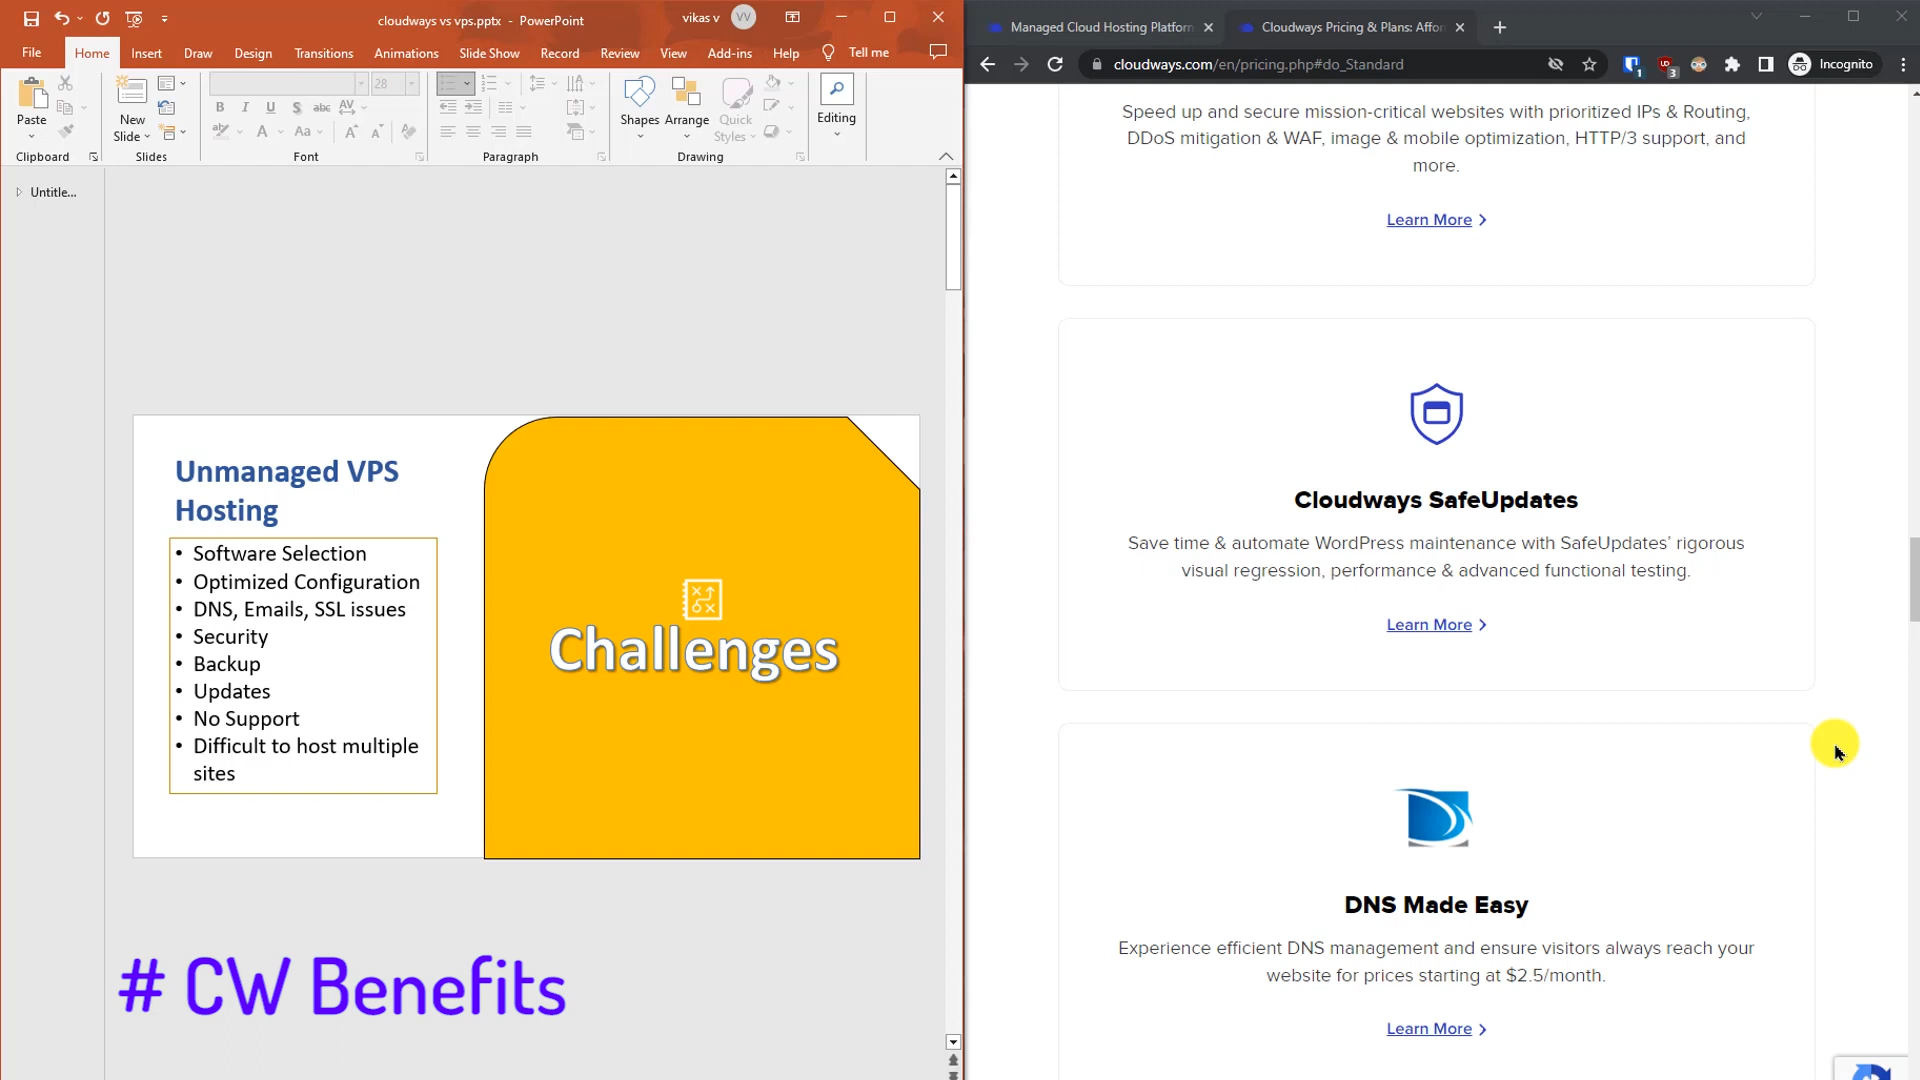 cloudways vs vps.pptx - PowerPoint
vikas v
VV
File
Home
Insert
Draw
Design
Transitions
Animations
Slide Show
Record
Review
View
Add-ins
Help
Tell me
Paste
New
Slide
28
B I U S abc AV
A Aa A A A
Shapes
Arrange
Quick
Styles
Editing
Clipboard
Slides
Font
Paragraph
Drawing
Untitle...
Unmanaged VPS
Hosting
• Software Selection
• Optimized Configuration
• DNS, Emails, SSL issues
• Security
• Backup
• Updates
• No Support
• Difficult to host multiple
sites
Challenges
# CW Benefits
Managed Cloud Hosting Platform
Cloudways Pricing & Plans: Affor
cloudways.com/en/pricing.php#do_Standard
1
3
Incognito
Speed up and secure mission-critical websites with prioritized IPs & Routing,
DDoS mitigation & WAF, image & mobile optimization, HTTP/3 support, and
more.
Learn More >
Cloudways SafeUpdates
Save time & automate WordPress maintenance with SafeUpdates’ rigorous
visual regression, performance & advanced functional testing.
Learn More >
DNS Made Easy
Experience efficient DNS management and ensure visitors always reach your
website for prices starting at $2.5/month.
Learn More >